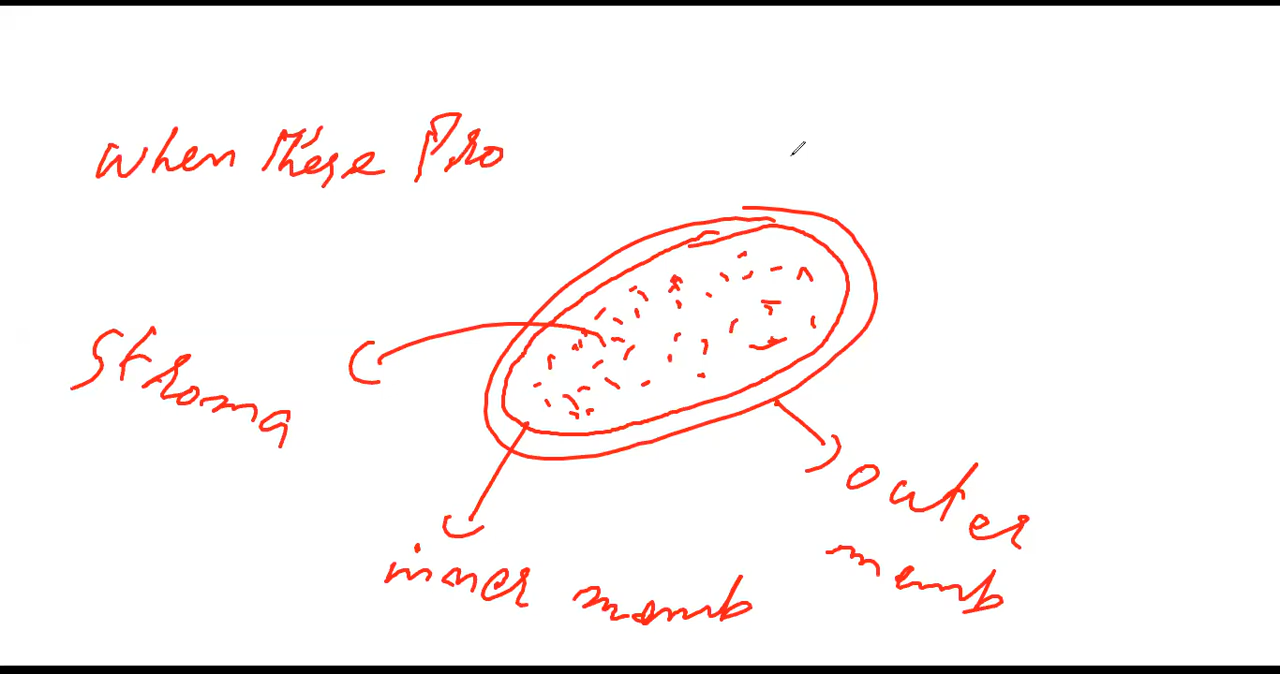 when these Pro
Stroma
inner memb
outer
memb